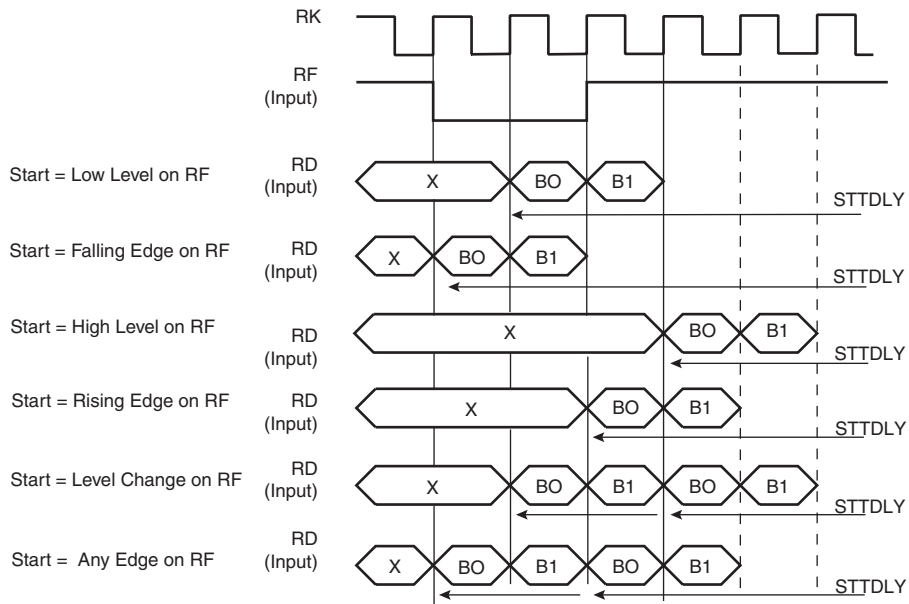 RK
RF
(Input)
Start = Low Level on RF
RD
(Input)
X
BO
B1
STTDLY
Start = Falling Edge on RF
RD
(Input)
X
BO
B1
STTDLY
Start = High Level on RF
RD
(Input)
X
BO
B1
STTDLY
Start = Rising Edge on RF
RD
(Input)
X
BO
B1
STTDLY
Start = Level Change on RF
RD
(Input)
X
BO
B1
BO
B1
STTDLY
Start = Any Edge on RF
RD
(Input)
X
BO
B1
BO
B1
STTDLY